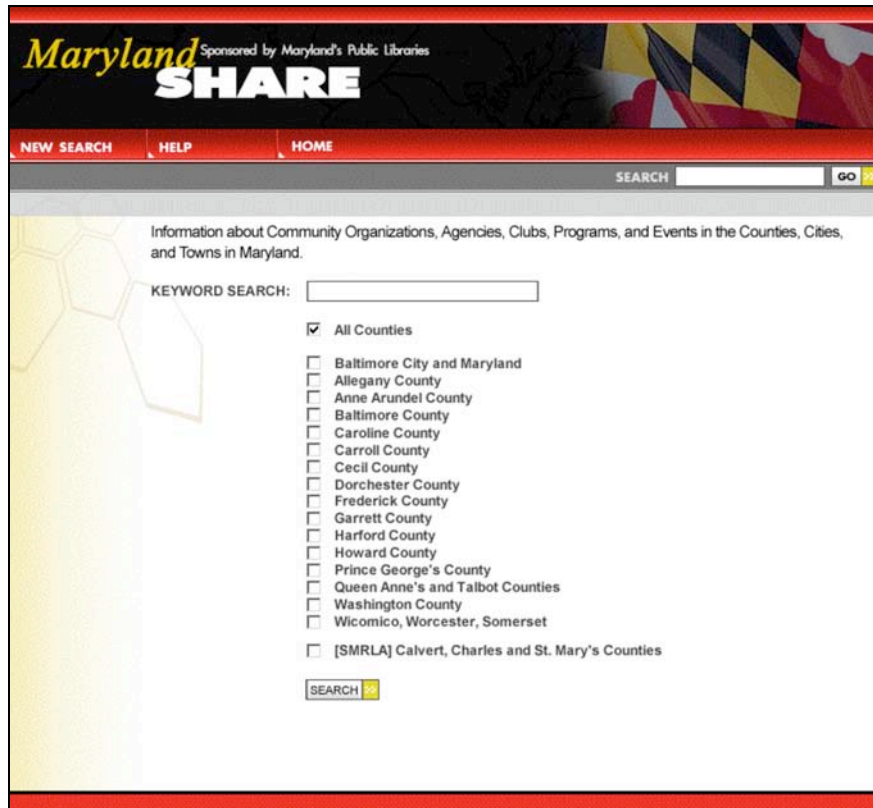 Maryland Sponsored by Maryland's Public Libraries
SHARE
NEW SEARCH HELP HOME
SEARCH GO >>
Information about Community Organizations, Agencies, Clubs, Programs, and Events in the Counties, Cities,
and Towns in Maryland.
KEYWORD SEARCH:
All Counties
Baltimore City and Maryland
Allegany County
Anne Arundel County
Baltimore County
Caroline County
Carroll County
Cecil County
Dorchester County
Frederick County
Garrett County
Harford County
Howard County
Prince George's County
Queen Anne's and Talbot Counties
Washington County
Wicomico, Worcester, Somerset
[SMRLA] Calvert, Charles and St. Mary's Counties
SEARCH >>